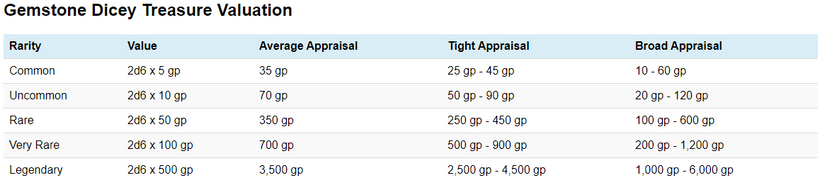 Gemstone Dicey Treasure Valuation
Rarity Value Average Appraisal Tight Appraisal Broad Appraisal
Common 2d6 x 5 gp 35 gp 25 gp - 45 gp 10 - 60 gp
Uncommon 2d6 x 10 gp 70 gp 50 gp - 90 gp 20 gp - 120 gp
Rare 2d6 x 50 gp 350 gp 250 gp - 450 gp 100 gp - 600 gp
Very Rare 2d6 x 100 gp 700 gp 500 gp - 900 gp 200 gp - 1,200 gp
Legendary 2d6 x 500 gp 3,500 gp 2,500 gp - 4,500 gp 1,000 gp - 6,000 gp